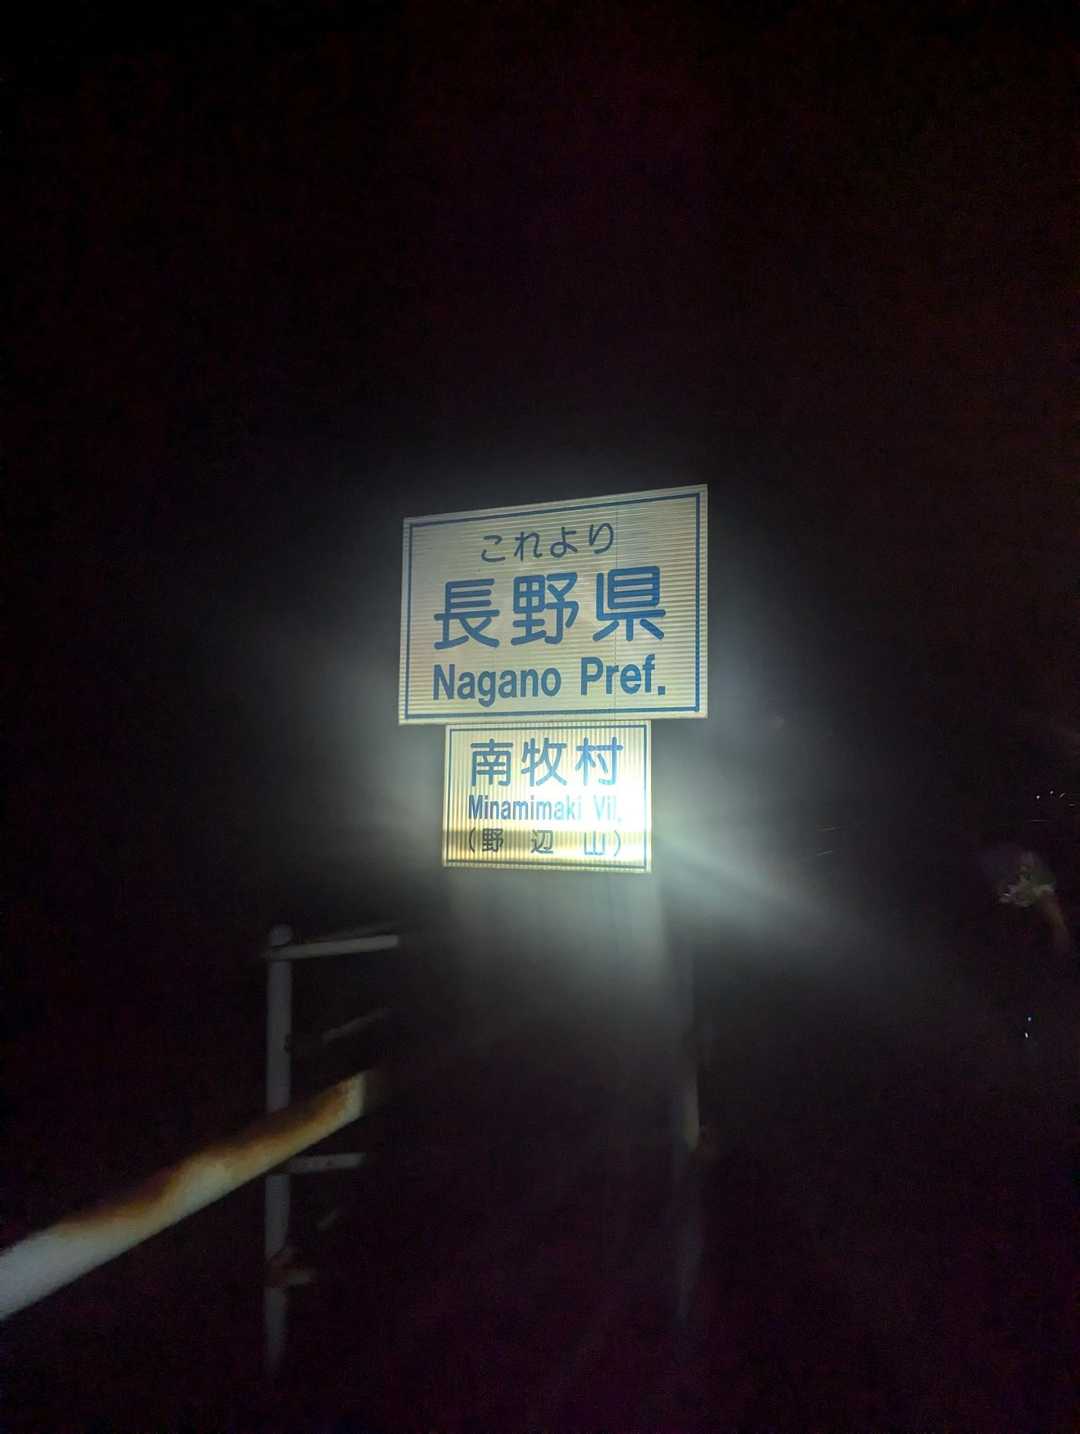 これより
長野県
Nagano Pref.
南牧村
Minamimaki Vil.
(野辺山)